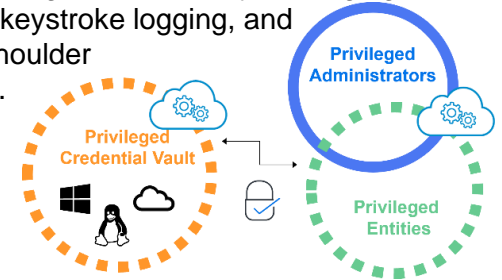 keystroke logging, and
houlder
.
Privileged
Administrators
Privileged
Credential Vault
Privileged
Entities